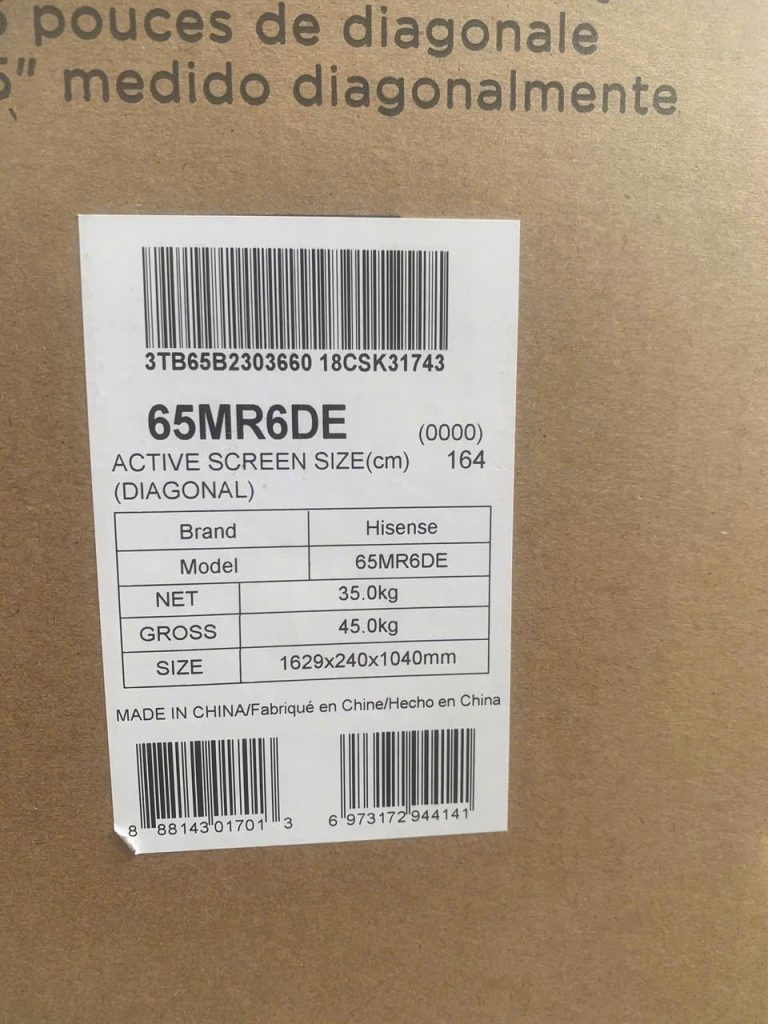 pouces de diagonale
5" medido diagonalmente
3TB65B2303660 18CSK31743
65MR6DE (0000)
ACTIVE SCREEN SIZE(cm) 164
(DIAGONAL)
Brand Hisense
Model 65MR6DE
NET 35.0kg
GROSS 45.0kg
SIZE 1629x240x1040mm
MADE IN CHINA/Fabriqué en Chine/Hecho en China
8 88143 01701 3 6 973172 944141